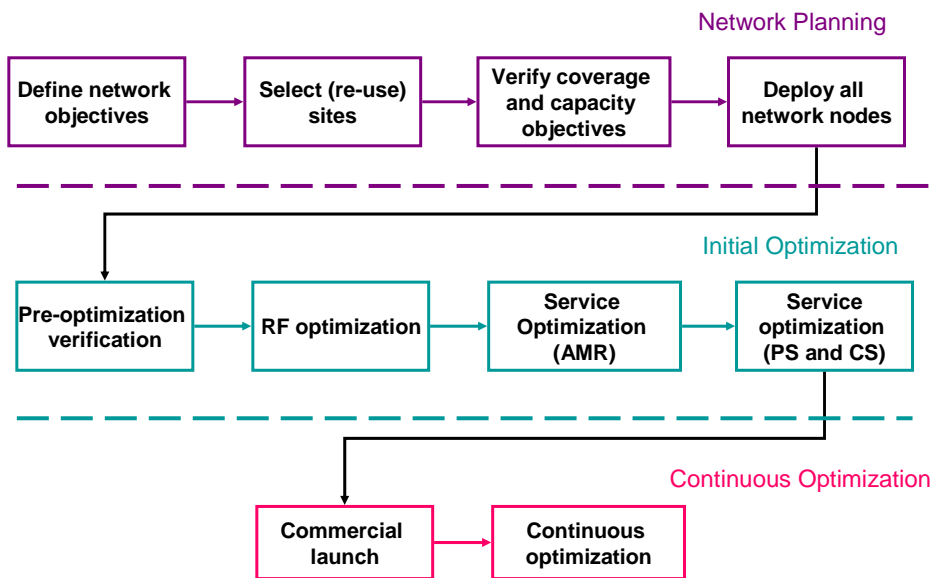 Network Planning
Define network
objectives
Select (re-use)
sites
Verify coverage
and capacity
objectives
Deploy all
network nodes
Initial Optimization
Pre-optimization
verification
RF optimization
Service
Optimization
(AMR)
Service
optimization
(PS and CS)
Continuous Optimization
Commercial
launch
Continuous
optimization